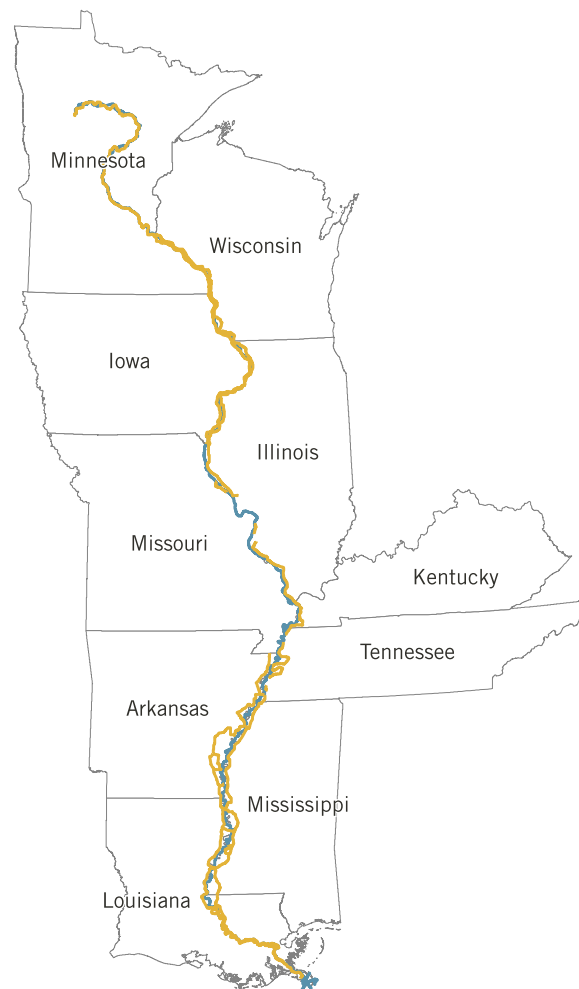 Minnesota
Wisconsin
Iowa
Illinois
Missouri
Kentucky
Tennessee
Arkansas
Mississippi
Louisiana